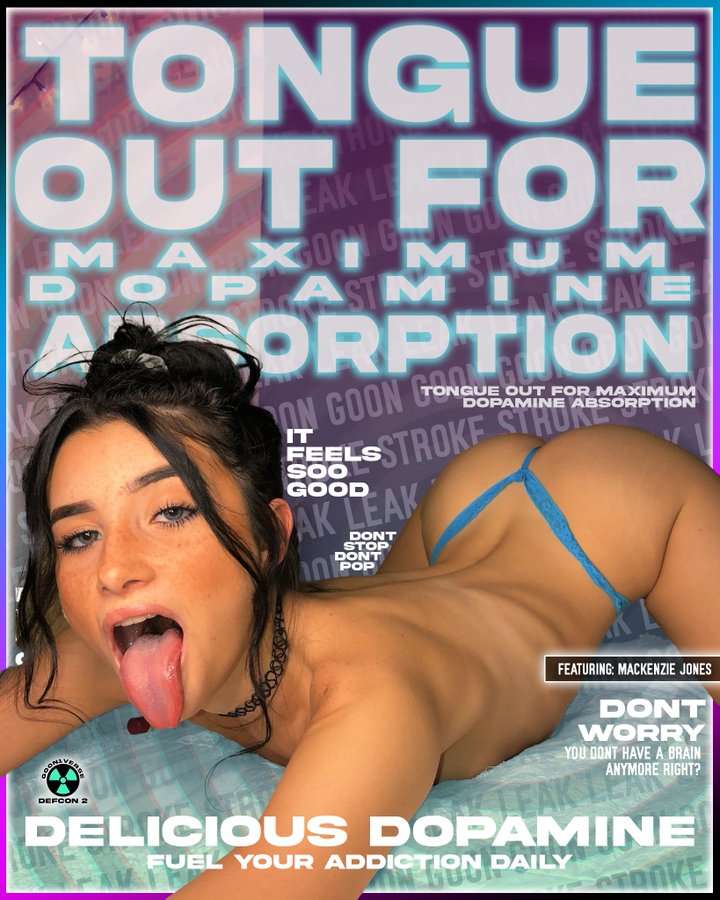 TONGUE
OUT FOR
MAXIMUM
DOPAMINE
ABSORPTION
TONGUE OUT FOR MAXIMUM
DOPAMINE ABSORPTION
IT
FEELS
SOO
GOOD
DONT
STOP
DONT
POP
FEATURING: MACKENZIE JONES
DONT
WORRY
YOU DONT HAVE A BRAIN
ANYMORE RIGHT?
GOONIVERSE
DEFCON 2
DELICIOUS DOPAMINE
FUEL YOUR ADDICTION DAILY